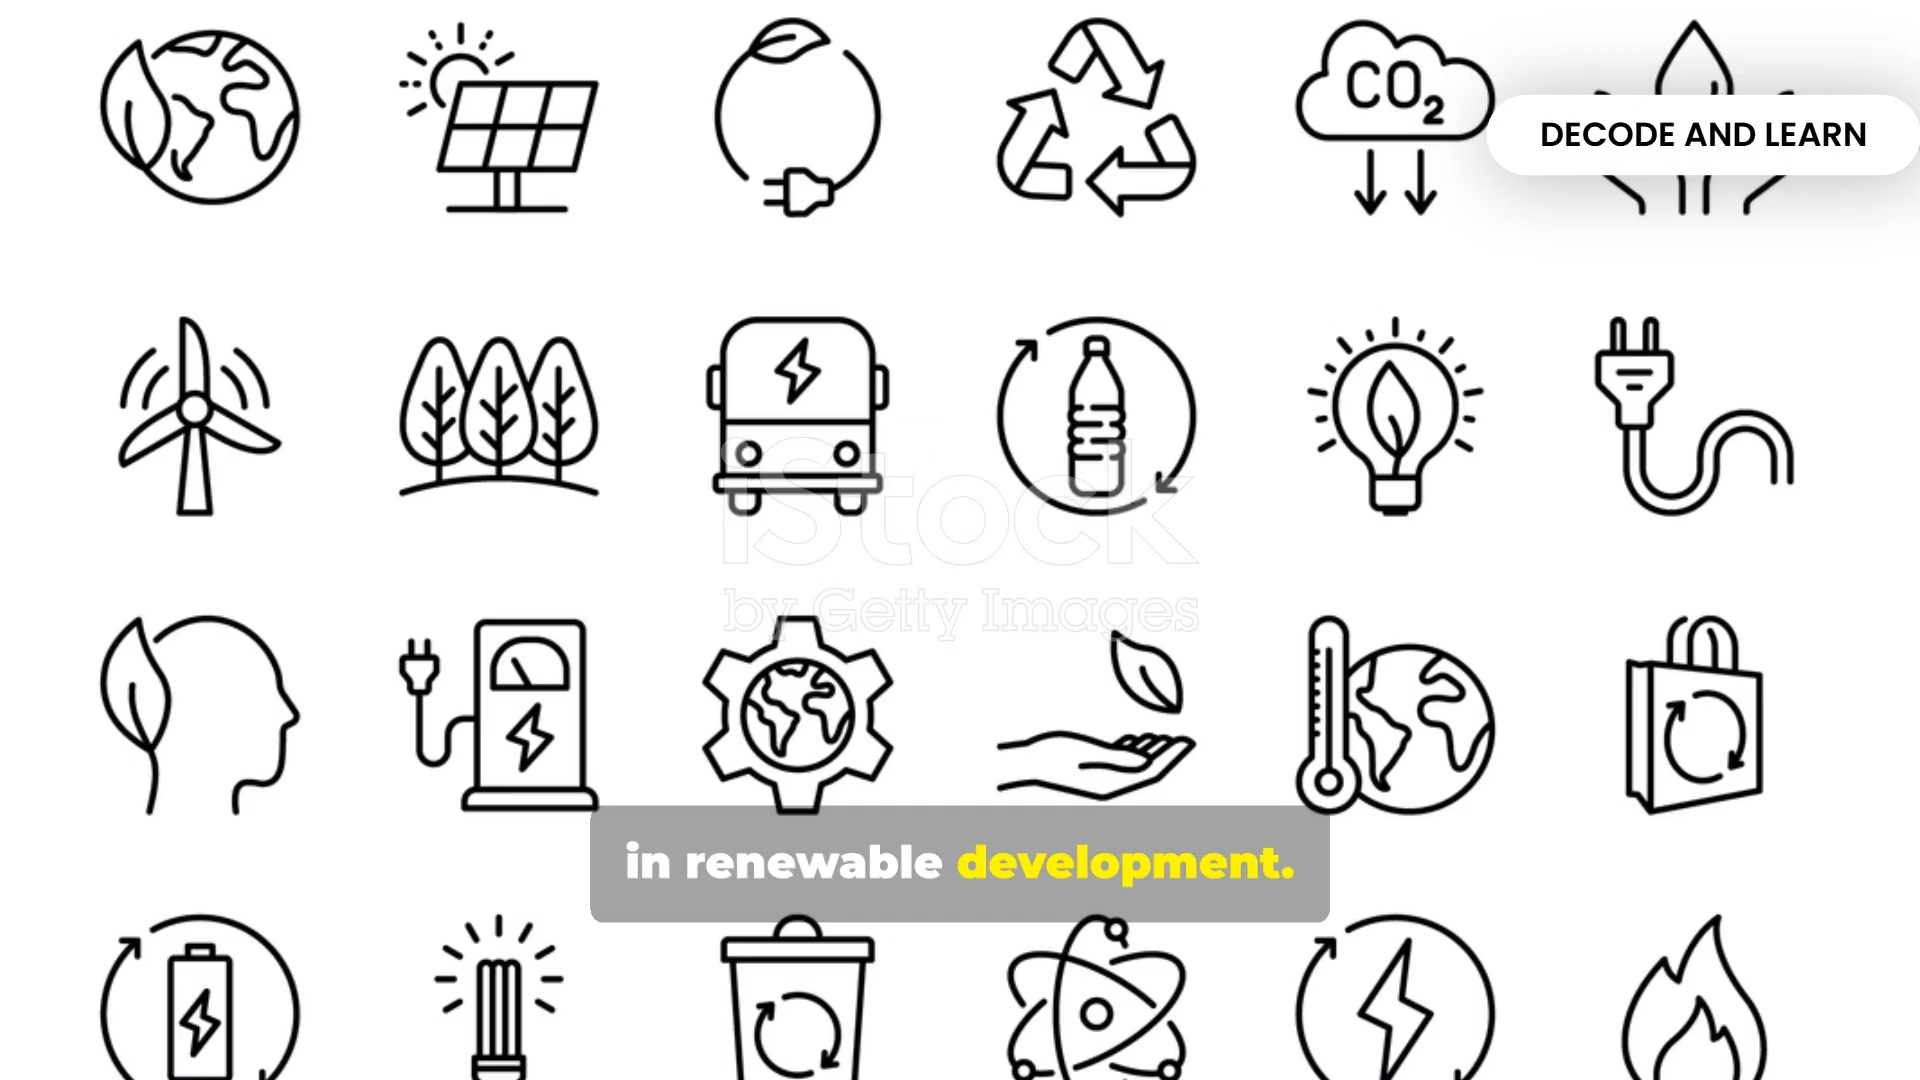 CO₂
DECODE AND LEARN
iStock
by Getty Images
in renewable development.